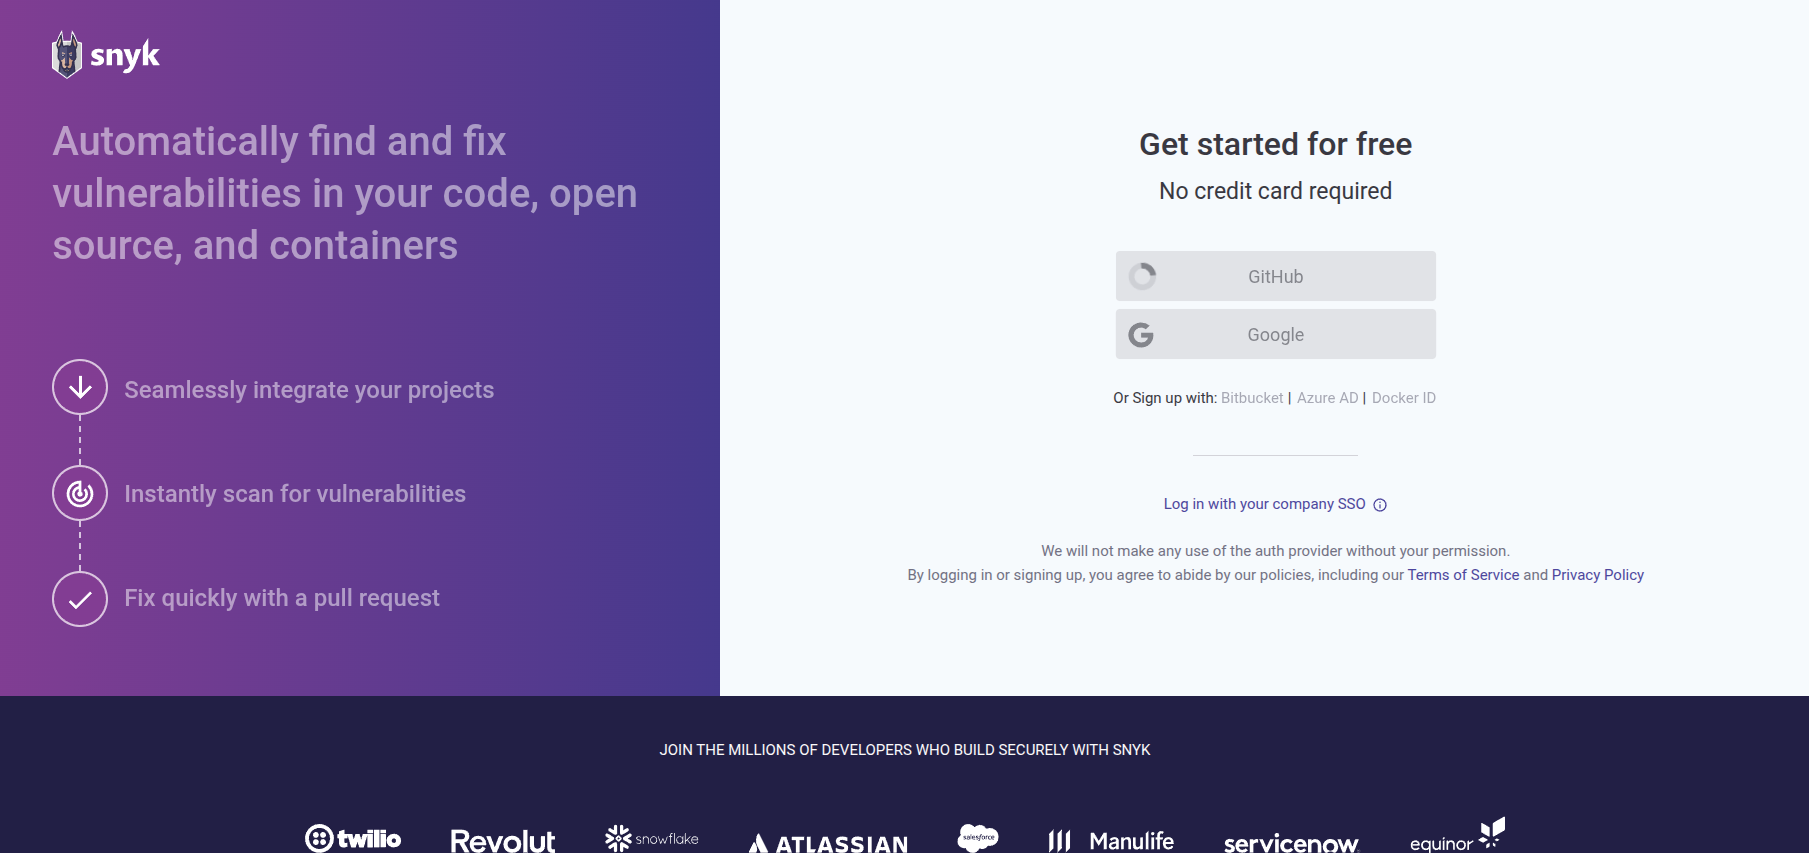 snyk
Automatically find and fix
vulnerabilities in your code, open
source, and containers
Seamlessly integrate your projects
Instantly scan for vulnerabilities
Fix quickly with a pull request
Get started for free
No credit card required
GitHub
Google
Or Sign up with: Bitbucket | Azure AD | Docker ID
Log in with your company SSO
We will not make any use of the auth provider without your permission.
By logging in or signing up, you agree to abide by our policies, including our Terms of Service and Privacy Policy
JOIN THE MILLIONS OF DEVELOPERS WHO BUILD SECURELY WITH SNYK
twilio Revolut snowflake ATLASSIAN salesforce Manulife servicenow equinor